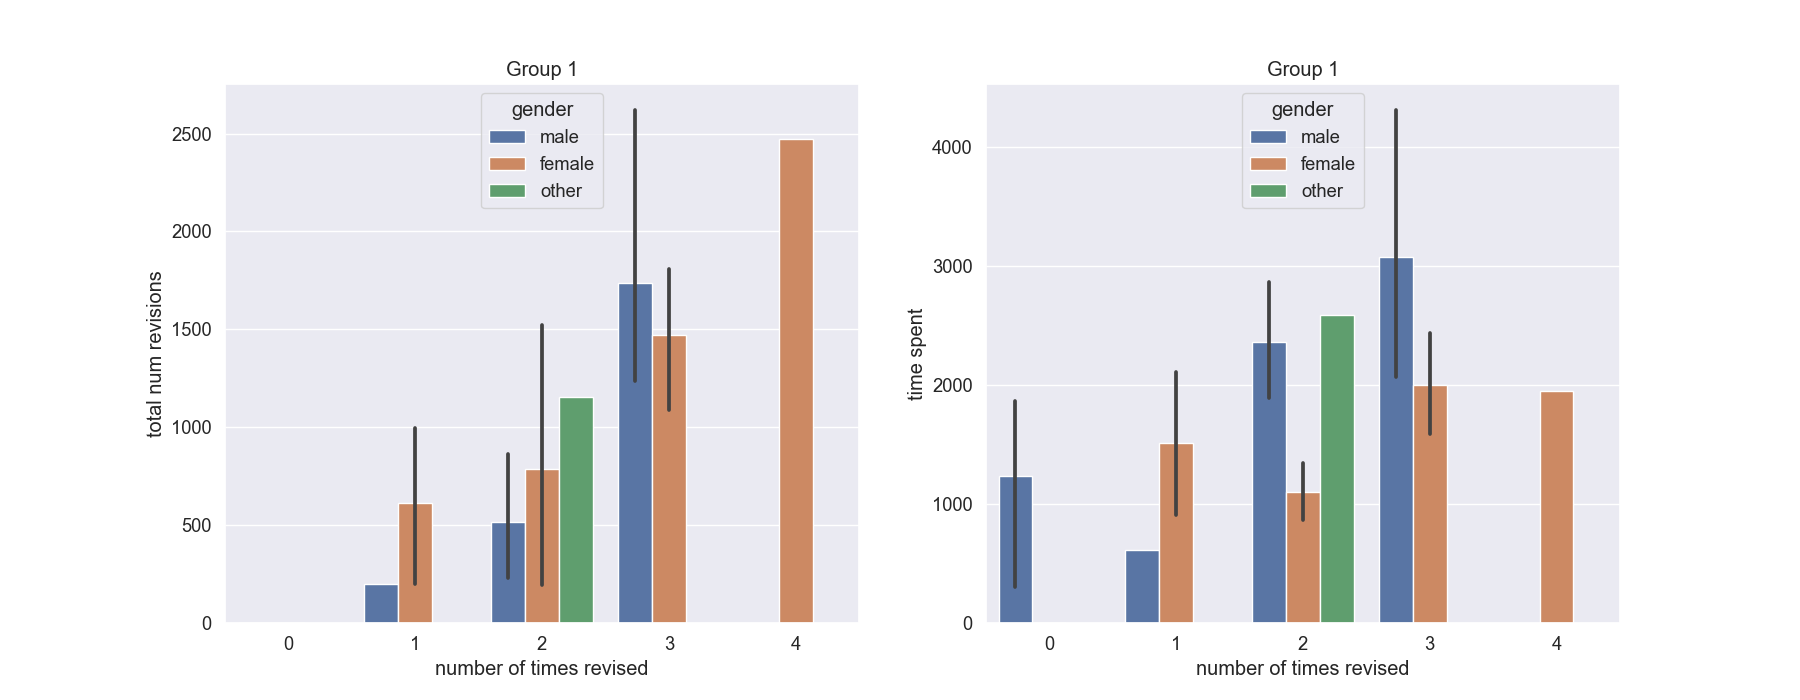 Group 1
gender
male
female
other
2500
2000
1500
1000
500
0
total num revisions
0 1 2 3 4
number of times revised
Group 1
gender
male
female
other
4000
3000
2000
1000
0
time spent
0 1 2 3 4
number of times revised